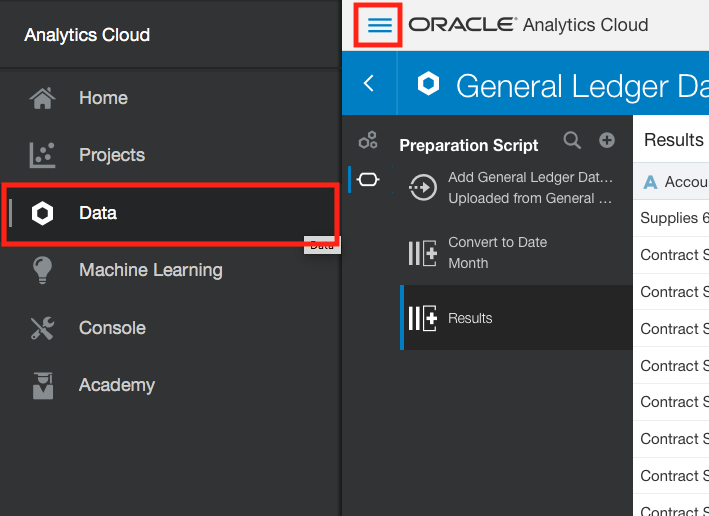 Analytics Cloud
Home
Projects
Data
Data
Machine Learning
Console
Academy
ORACLE® Analytics Cloud
General Ledger Da
Preparation Script
Add General Ledger Dat...
Uploaded from General ...
Convert to Date
Month
Results
Results
A Accou
Supplies 6
Contract S
Contract S
Contract S
Contract S
Contract S
Contract S
Contract S
Contract S